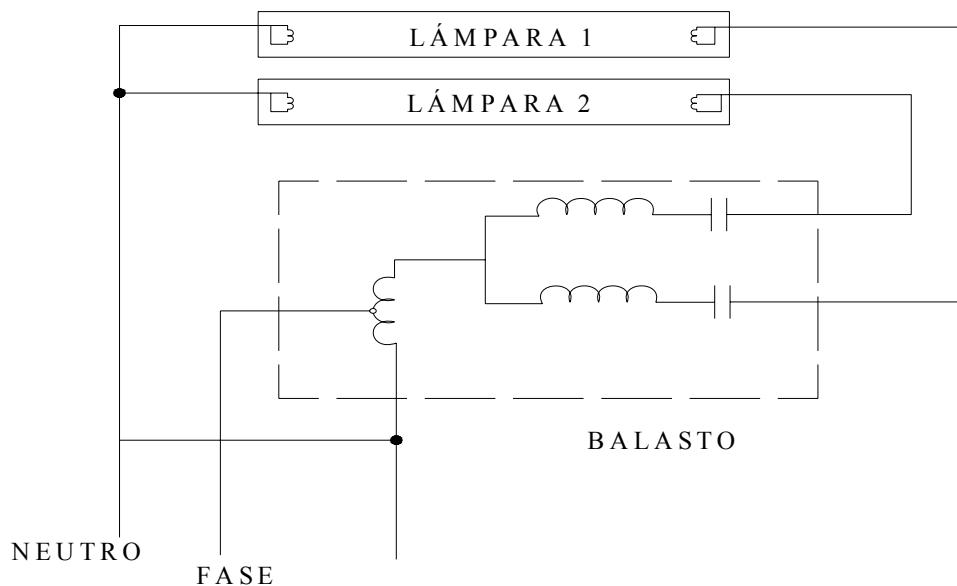 LÁMPARA 1
LÁMPARA 2
BALASTO
NEUTRO
FASE